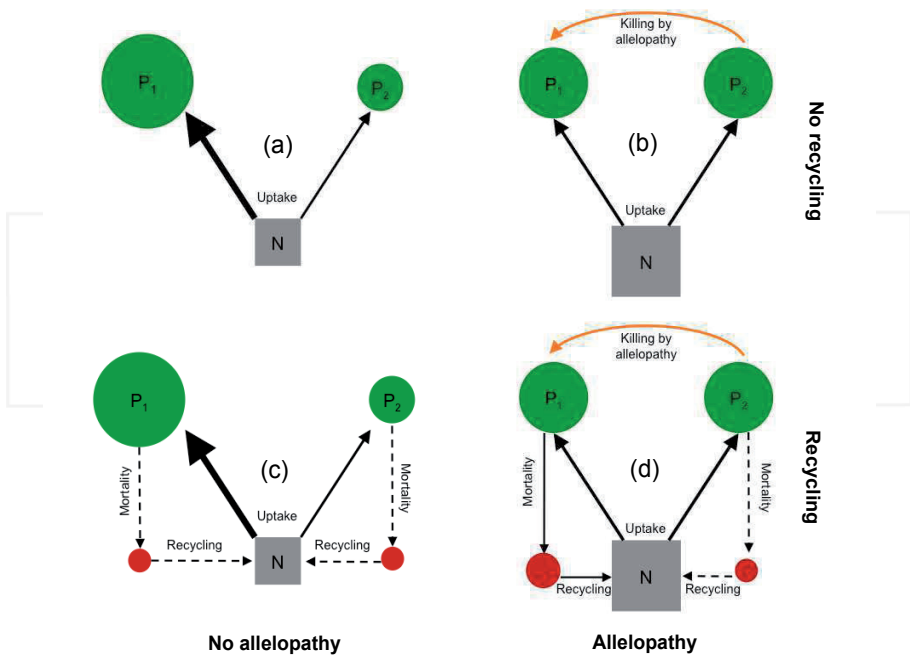 Killing by
allelopathy
P1
P2
P1
P2
(a)
(b)
No recycling
Uptake
Uptake
N
N
Killing by
allelopathy
P1
P2
P1
P2
Mortality
Mortality
Mortality
Mortality
(c)
(d)
Recycling
Uptake
Uptake
Recycling
Recycling
N
N
Recycling
Recycling
No allelopathy
Allelopathy